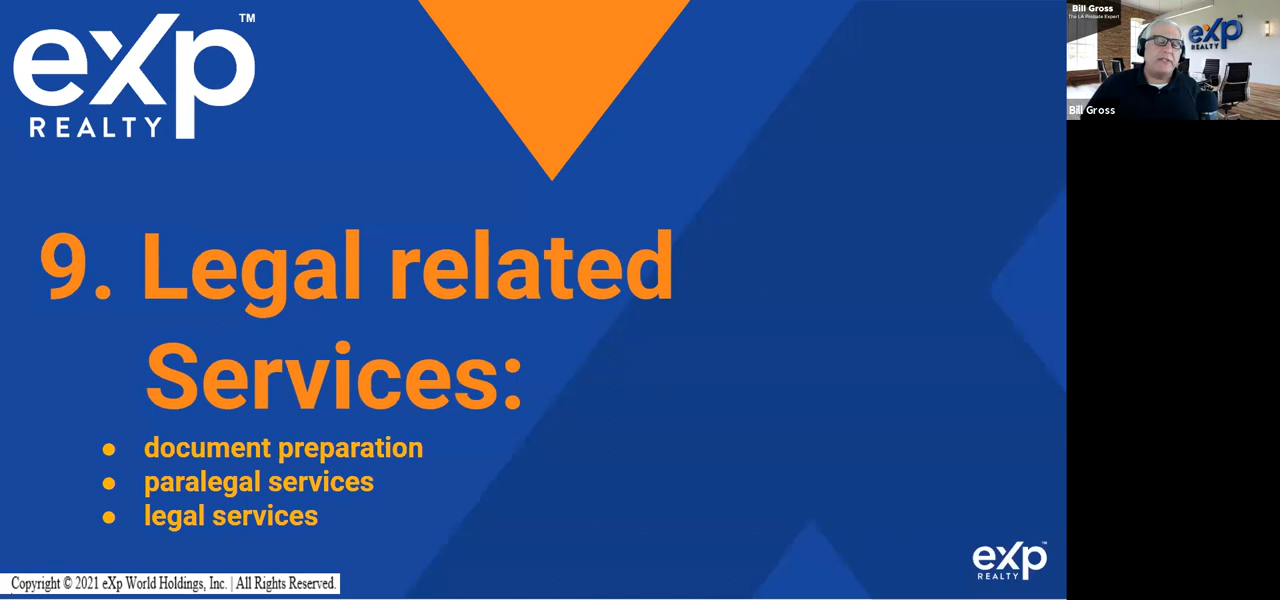 eXp
REALTY
TM
9. Legal related
Services:
● document preparation
● paralegal services
● legal services
eXp
REALTY
Copyright © 2021 eXp World Holdings, Inc. | All Rights Reserved.
Bill Gross
The LA Probate Expert
eXp
REALTY
Bill Gross